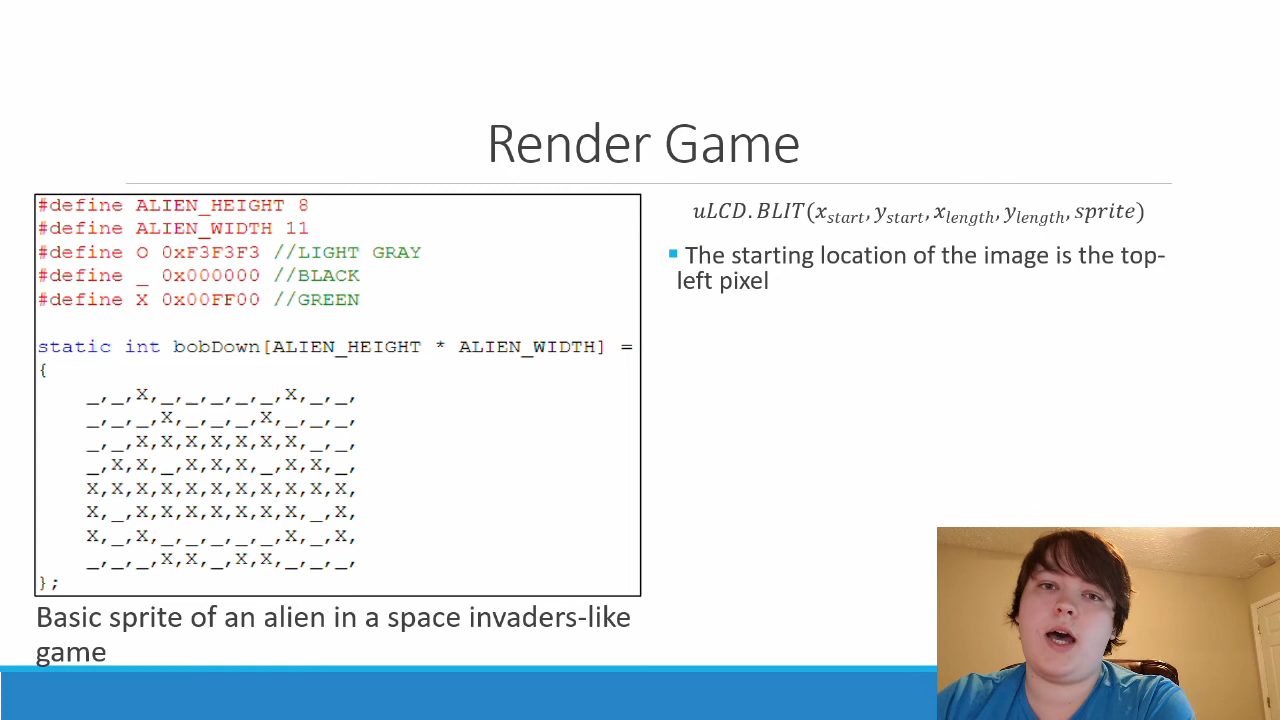 Render Game
#define ALIEN_HEIGHT 8
#define ALIEN_WIDTH 11
#define O 0xF3F3F3 //LIGHT GRAY
#define _ 0x000000 //BLACK
#define X 0x00FF00 //GREEN
static int bobDown[ALIEN_HEIGHT * ALIEN_WIDTH] =
{
_,_,X,_,_,_,_,_,X,_,_,
_,_,_,X,_,_,_,X,_,_,_,
_,_,X,X,X,X,X,X,X,_,_,
_,X,X,_,X,X,X,_,X,X,_,
X,X,X,X,X,X,X,X,X,X,X,
X,_,X,X,X,X,X,X,X,_,X,
X,_,X,_,_,_,_,_,X,_,X,
_,_,_,X,X,_,X,X,_,_,_,
};
Basic sprite of an alien in a space invaders-like
game
uLCD.BLIT(xstart, ystart, xlength, ylength, sprite)
The starting location of the image is the top-
left pixel